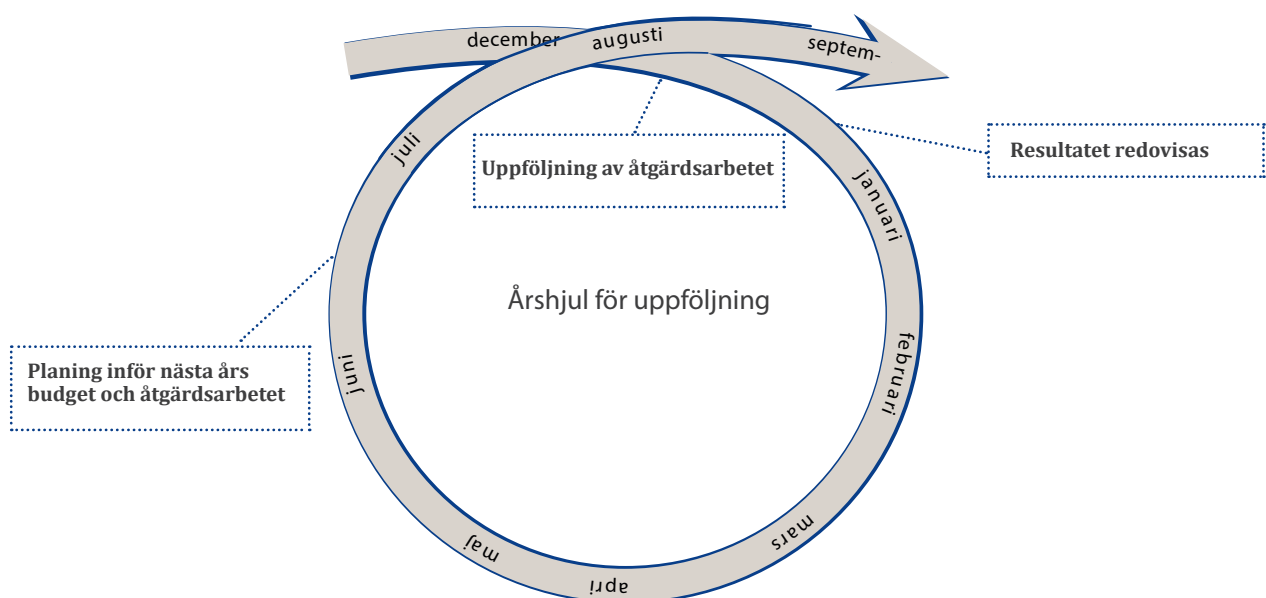 december
augusti
septem-
juli
Uppföljning av åtgärdsarbetet
Resultatet redovisas
januari
Årshjul för uppföljning
februari
Planing inför nästa års
budget och åtgärdsarbetet
juni
mars
maj
april